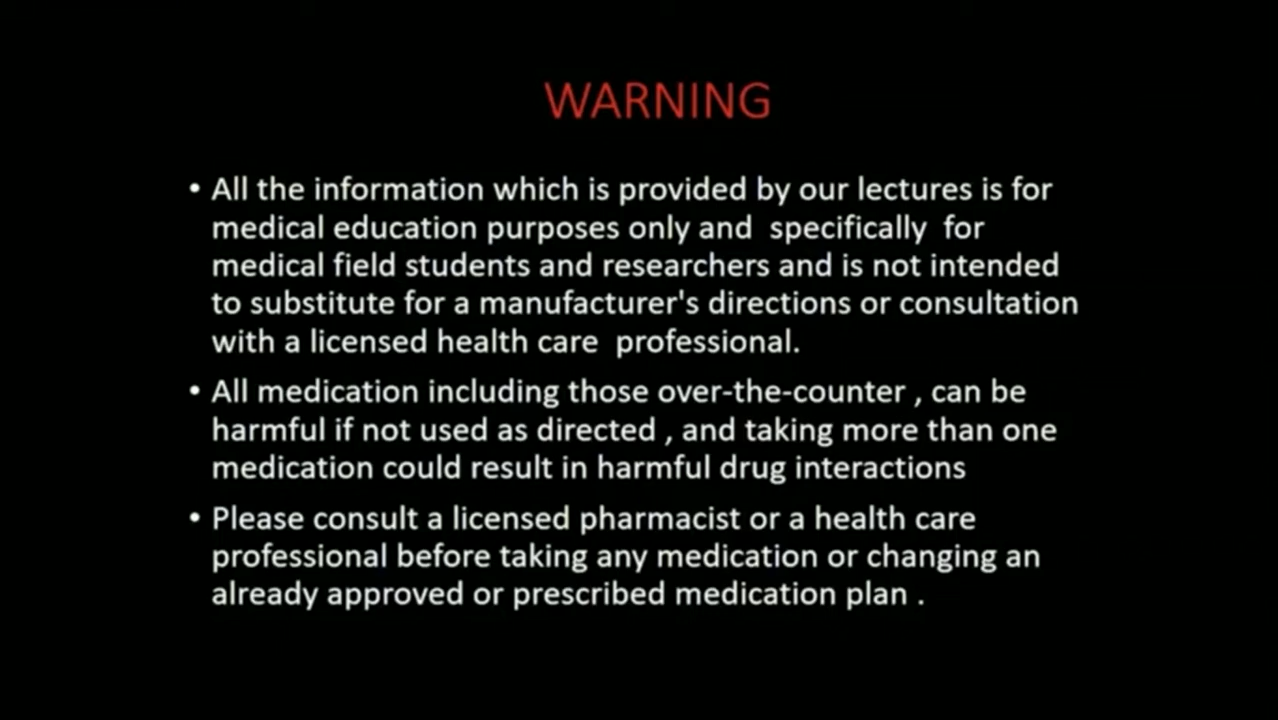 WARNING
• All the information which is provided by our lectures is for
medical education purposes only and  specifically  for
medical field students and researchers and is not intended
to substitute for a manufacturer's directions or consultation
with a licensed health care  professional.
• All medication including those over-the-counter , can be
harmful if not used as directed , and taking more than one
medication could result in harmful drug interactions
• Please consult a licensed pharmacist or a health care
professional before taking any medication or changing an
already approved or prescribed medication plan .